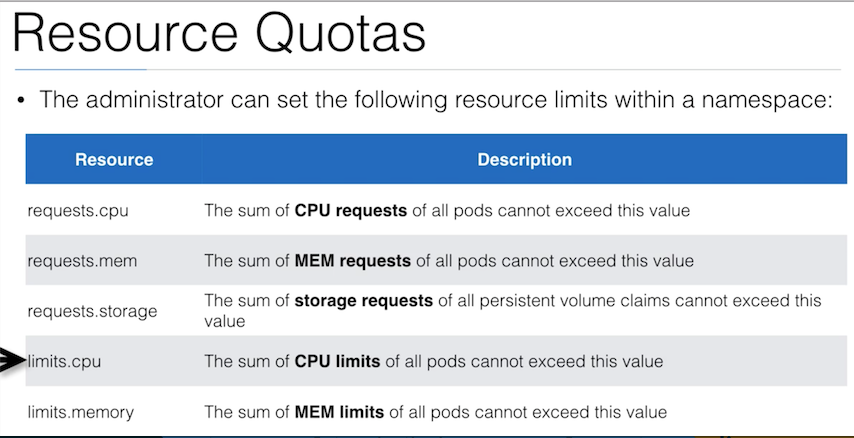 Resource Quotas
• The administrator can set the following resource limits within a namespace:
Resource Description
requests.cpu The sum of CPU requests of all pods cannot exceed this value
requests.mem The sum of MEM requests of all pods cannot exceed this value
requests.storage The sum of storage requests of all persistent volume claims cannot exceed this
value
limits.cpu The sum of CPU limits of all pods cannot exceed this value
limits.memory The sum of MEM limits of all pods cannot exceed this value